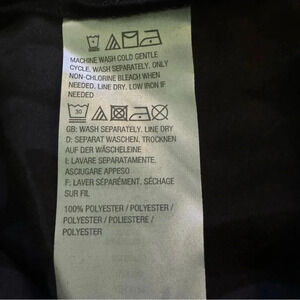 MACHINE WASH COLD GENTLE
CYCLE. WASH SEPARATELY. ONLY
NON-CHLORINE BLEACH WHEN
NEEDED. LINE DRY. LOW IRON IF
NEEDED
30
GB: WASH SEPARATELY. LINE DRY
D: SEPARAT WASCHEN. TROCKNEN
AUF DER WÄSCHELEINE
I: LAVARE SEPARATAMENTE.
ASCIUGARE APPESO
F: LAVER SÉPARÉMENT. SÉCHAGE
SUR FIL
100% POLYESTER / POLYESTER /
POLYESTER / POLIESTERE /
POLYESTER